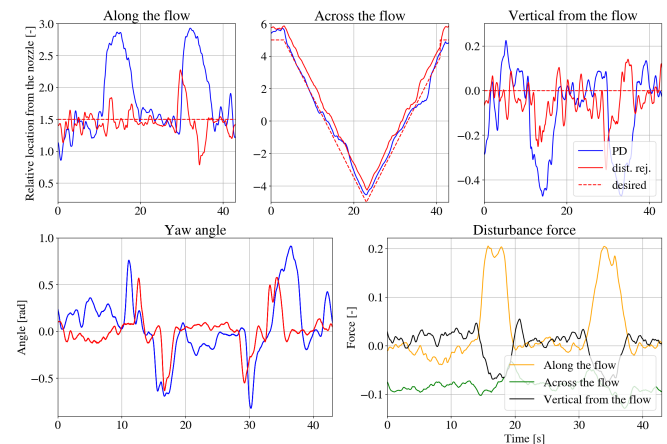 Along the flow
Across the flow
Vertical from the flow
Relative location from the nozzle [-]
3.0
2.5
2.0
1.5
1.0
0.5
0
20
40
6
4
2
0
−2
−4
0
20
40
0.2
0.0
−0.2
−0.4
0
20
40
PD
dist. rej.
desired
Yaw angle
Disturbance force
Angle [rad]
1.0
0.5
0.0
−0.5
0
10
20
30
40
Force [-]
0.2
0.1
0.0
−0.1
0
10
20
30
40
Along the flow
Across the flow
Vertical from the flow
Time [s]